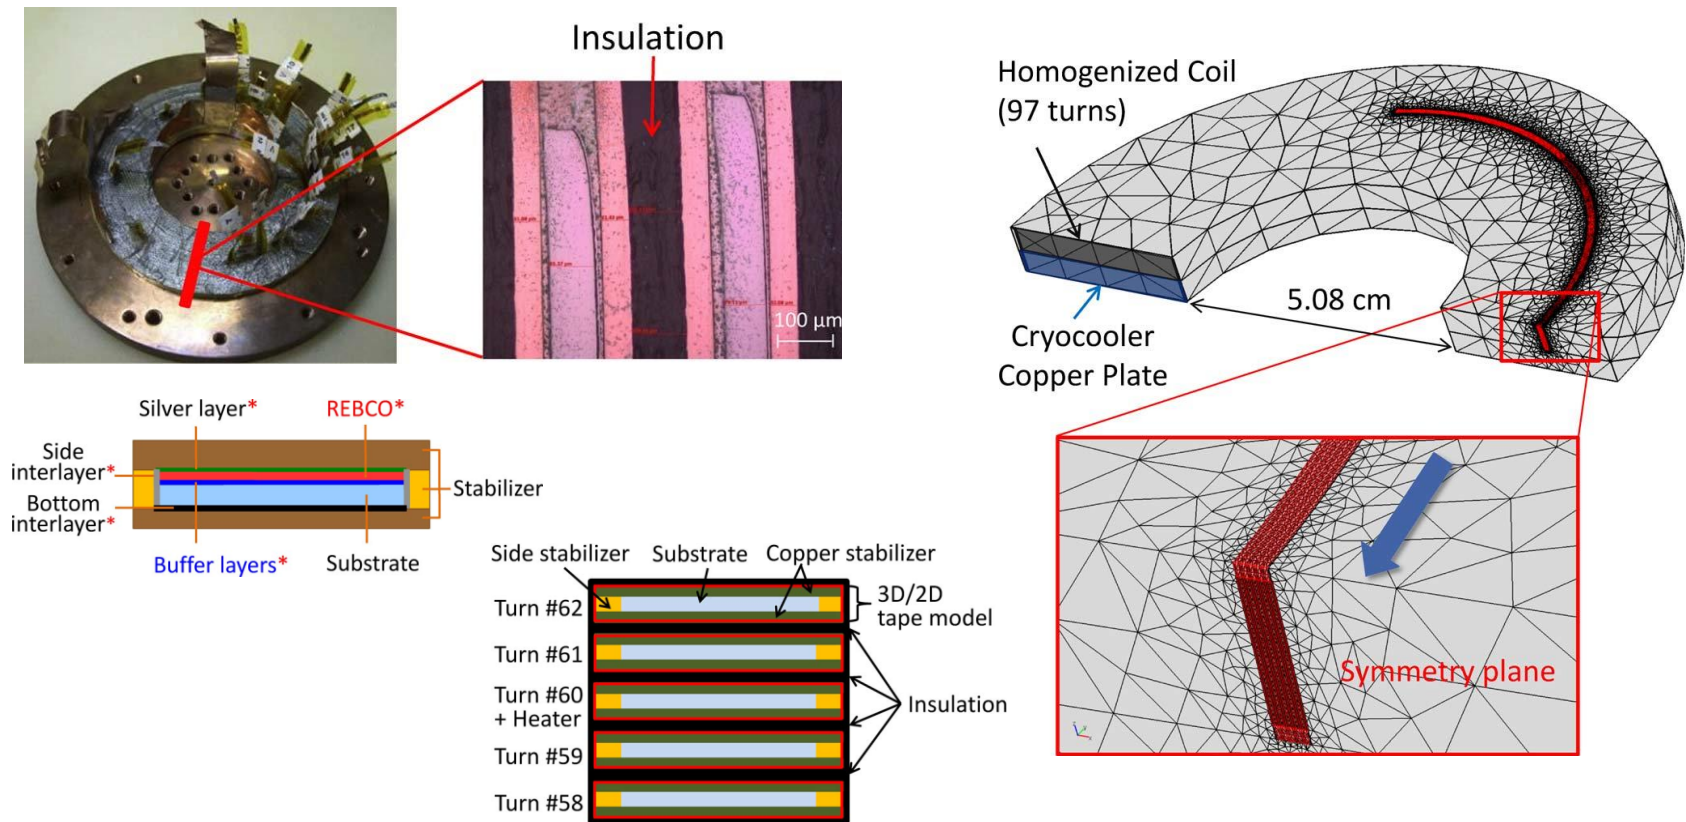 Insulation
100 µm
Homogenized Coil
(97 turns)
5.08 cm
Cryocooler
Copper Plate
Silver layer*
REBCO*
Side
interlayer*
Stabilizer
Bottom
interlayer*
Buffer layers*
Substrate
Side stabilizer
Substrate
Copper stabilizer
Turn #62
3D/2D
tape model
Turn #61
Turn #60
+ Heater
Insulation
Turn #59
Turn #58
Symmetry plane